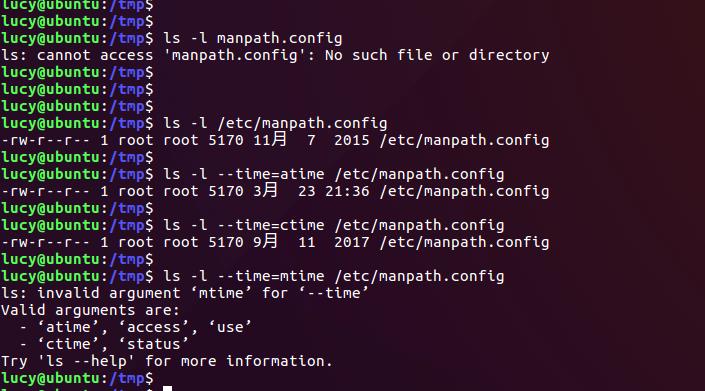 lucy@ubuntu:/tmp$
lucy@ubuntu:/tmp$
lucy@ubuntu:/tmp$ ls -l manpath.config
ls: cannot access 'manpath.config': No such file or directory
lucy@ubuntu:/tmp$
lucy@ubuntu:/tmp$
lucy@ubuntu:/tmp$
lucy@ubuntu:/tmp$ ls -l /etc/manpath.config
-rw-r--r-- 1 root root 5170 11月  7  2015 /etc/manpath.config
lucy@ubuntu:/tmp$
lucy@ubuntu:/tmp$ ls -l --time=atime /etc/manpath.config
-rw-r--r-- 1 root root 5170 3月  23 21:36 /etc/manpath.config
lucy@ubuntu:/tmp$
lucy@ubuntu:/tmp$ ls -l --time=ctime /etc/manpath.config
-rw-r--r-- 1 root root 5170 9月  11  2017 /etc/manpath.config
lucy@ubuntu:/tmp$
lucy@ubuntu:/tmp$ ls -l --time=mtime /etc/manpath.config
ls: invalid argument ‘mtime’ for ‘--time’
Valid arguments are:
  - ‘atime’, ‘access’, ‘use’
  - ‘ctime’, ‘status’
Try 'ls --help' for more information.
lucy@ubuntu:/tmp$
lucy@ubuntu:/tmp$